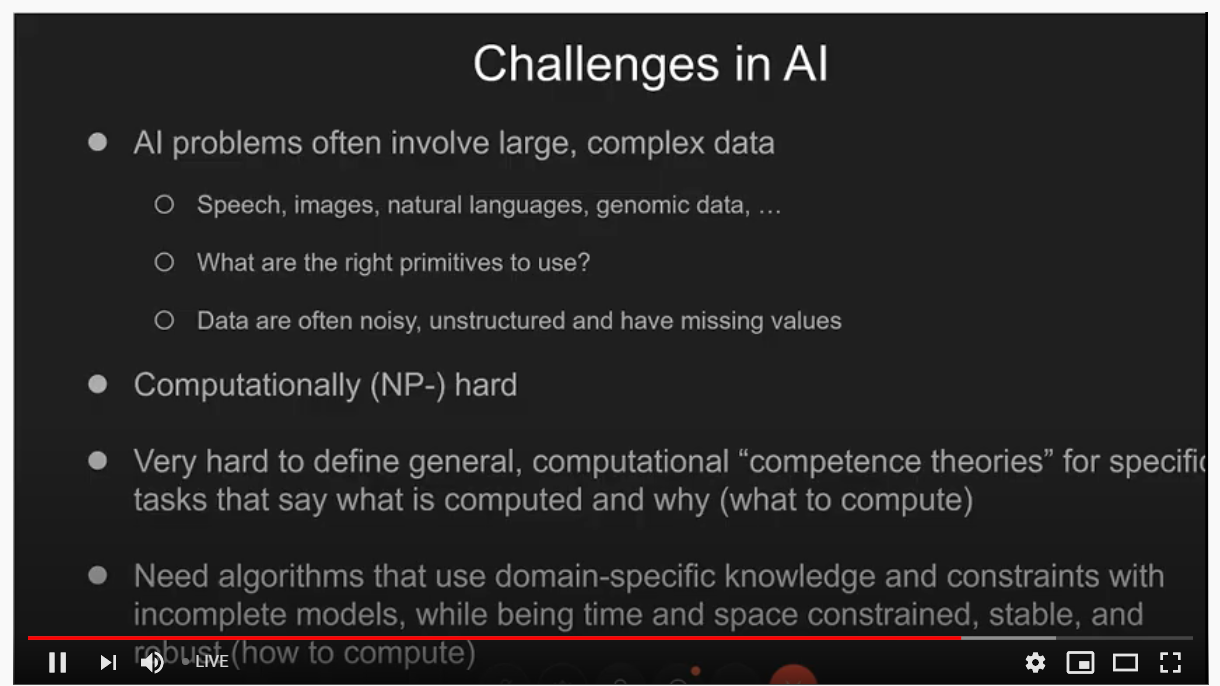 Challenges in AI
● AI problems often involve large, complex data
○ Speech, images, natural languages, genomic data, …
○ What are the right primitives to use?
○ Data are often noisy, unstructured and have missing values
● Computationally (NP-) hard
● Very hard to define general, computational “competence theories” for specific
tasks that say what is computed and why (what to compute)
● Need algorithms that use domain-specific knowledge and constraints with
incomplete models, while being time and space constrained, stable, and
robust (how to compute)
LIVE